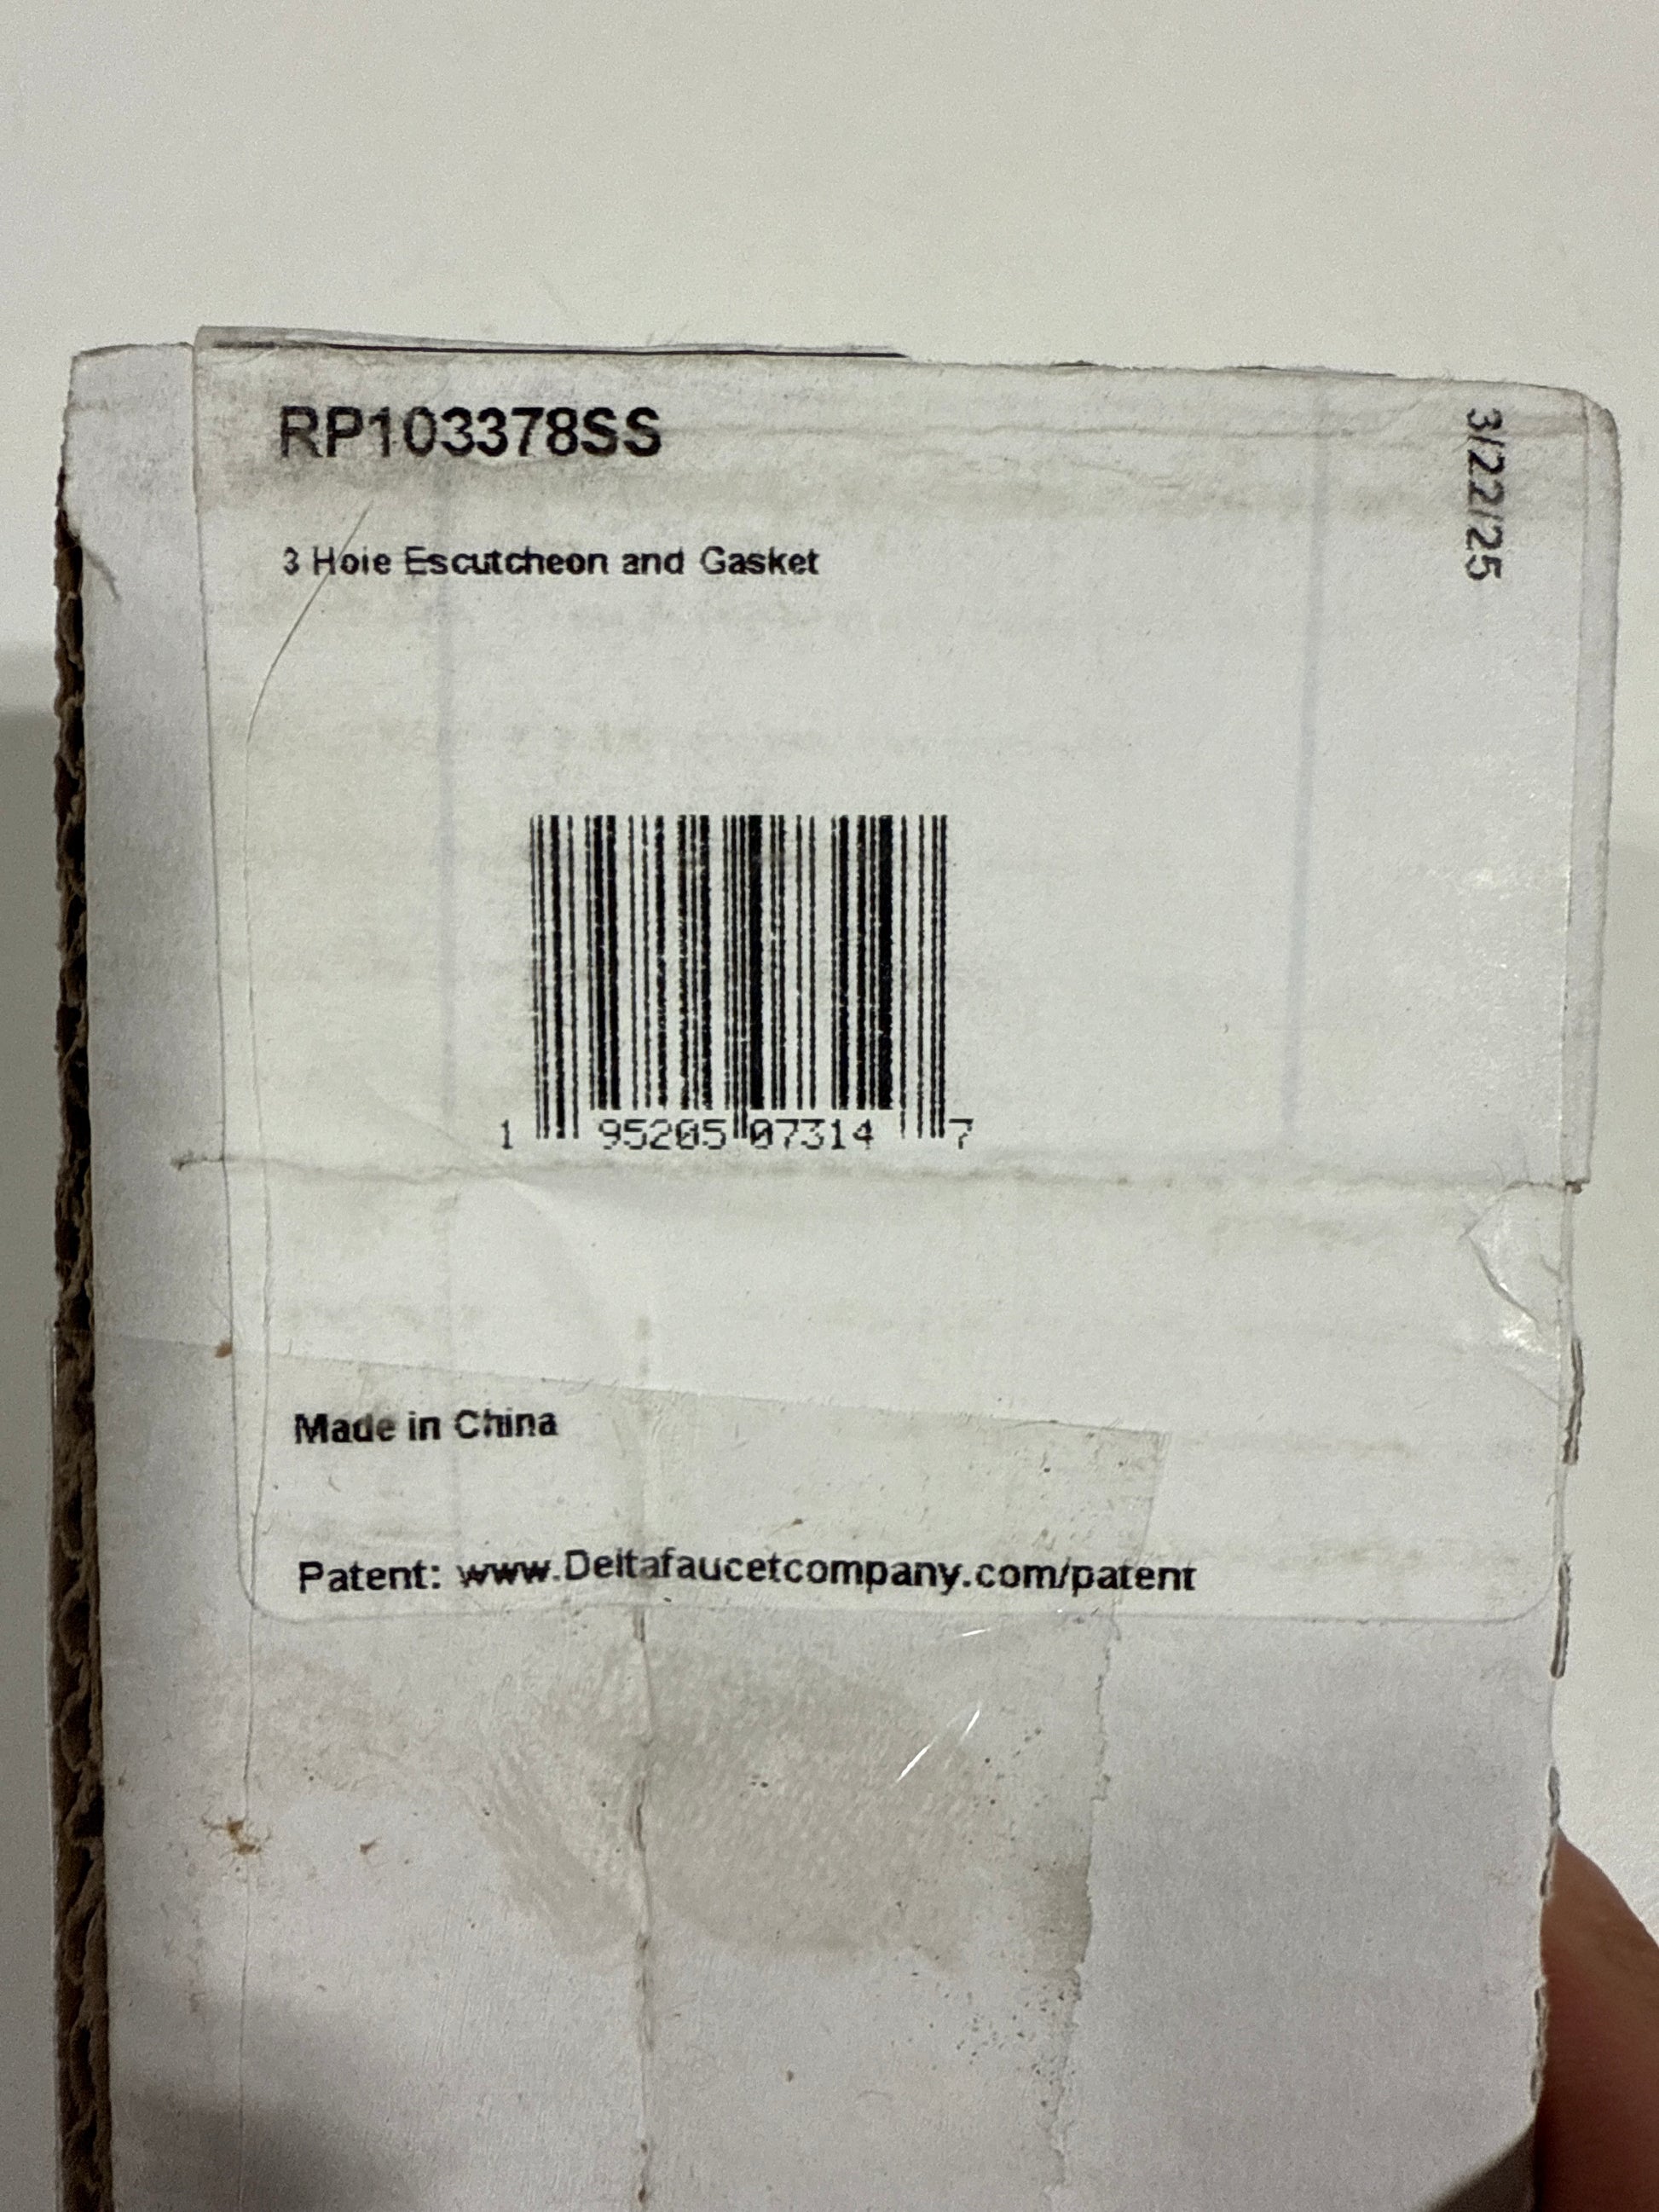 RP103378SS
3/22/25
3 Hole Escutcheon and Gasket
1 95205 07314 7
Made in China
Patent: www.Deltafaucetcompany.com/patent